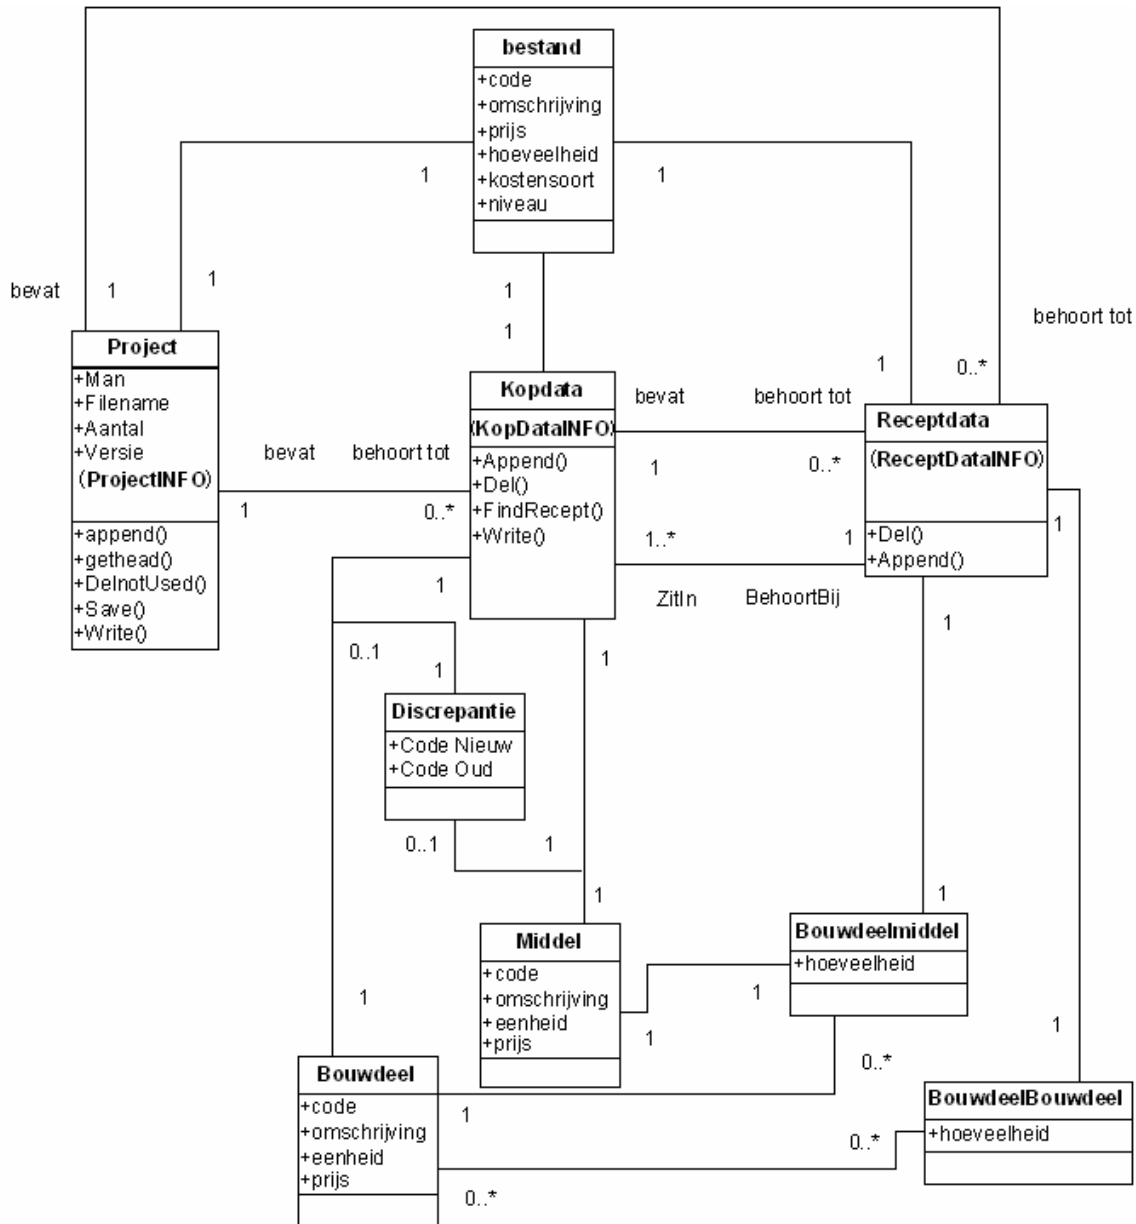 bestand
+code
+omschrijving
+prijs
+hoeveelheid
+kostensoort
+niveau
1
1
1
1
bevat
1
1
behoort tot
1
0..*
Project
+Man
+Filename
+Aantal
+Versie
(ProjectINFO)
+append()
+gethead()
+DelnotUsed()
+Save()
+Write()
bevat
behoort tot
1
0..*
Kopdata
(KopDataINFO)
+Append()
+Del()
+FindRecept()
+Write()
bevat
behoort tot
1
0..*
1..*
1
ZitIn
BehoortBij
Receptdata
(ReceptDataINFO)
+Del()
+Append()
1
1
1
1
0..1
1
Discrepantie
+Code Nieuw
+Code Oud
0..1
1
1
1
Middel
+code
+omschrijving
+eenheid
+prijs
Bouwdeelmiddel
+hoeveelheid
1
1
1
1
0..*
Bouwdeel
+code
+omschrijving
+eenheid
+prijs
1
0..*
0..*
BouwdeelBouwdeel
+hoeveelheid